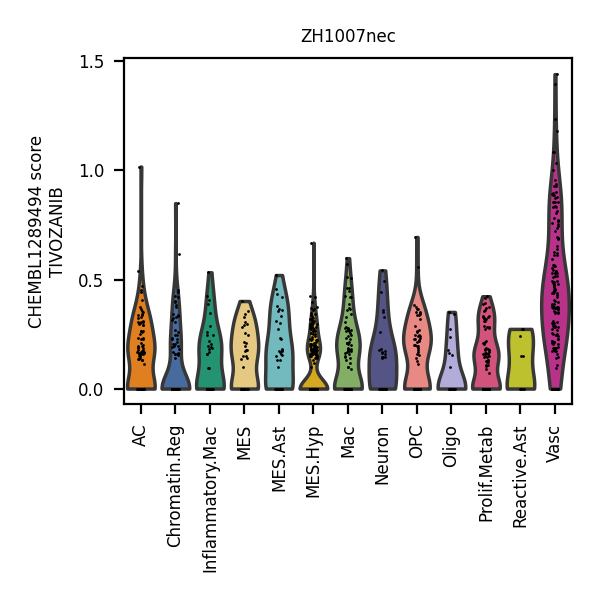 ZH1007nec
CHEMBL1289494 score
TIVOZANIB
1.5
1.0
0.5
0.0
AC
Chromatin.Reg
Inflammatory.Mac
MES
MES.Ast
MES.Hyp
Mac
Neuron
OPC
Oligo
Prolif.Metab
Reactive.Ast
Vasc